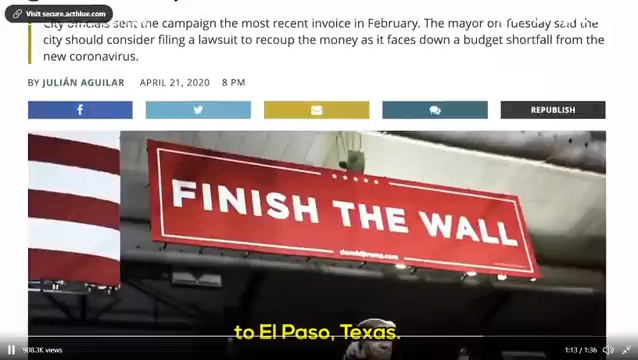 Visit secure.actblue.com
City officials sent the campaign the most recent invoice in February. The mayor on Tuesday said the
city should consider filing a lawsuit to recoup the money as it faces down a budget shortfall from the
new coronavirus.
BY JULIÁN AGUILAR APRIL 21, 2020 8 PM
REPUBLISH
FINISH THE WALL
donaldjtrump.com
to El Paso, Texas.
908.3K views
1:13 / 1:36